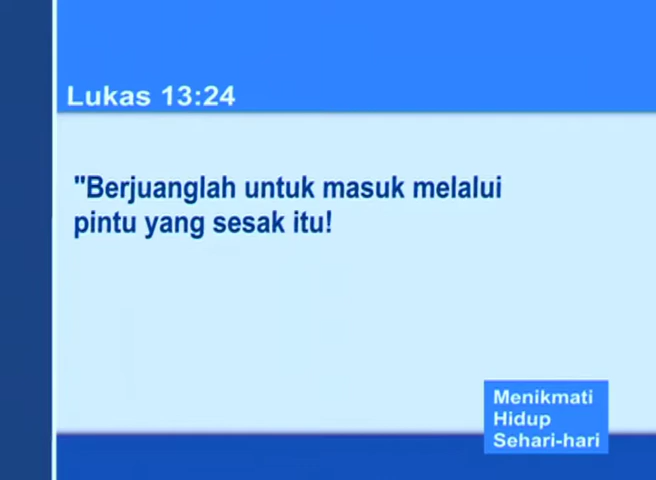 Lukas 13:24
"Berjuanglah untuk masuk melalui
pintu yang sesak itu!
Menikmati
Hidup
Sehari-hari